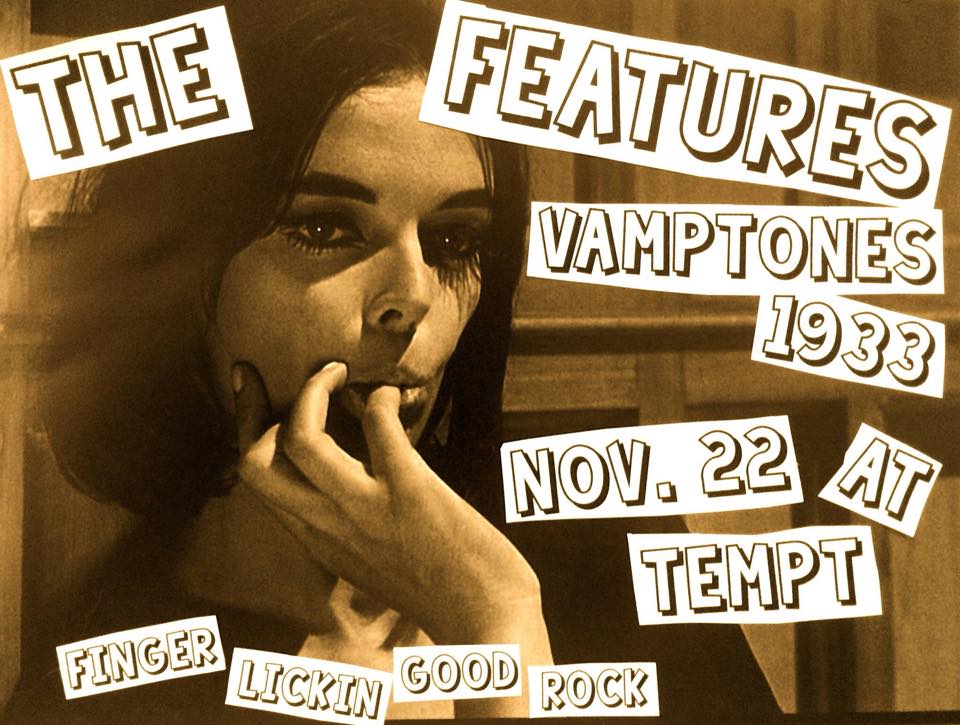 THE FEATURES
VAMPTONES
1933
NOV. 22 AT
TEMPT
FINGER LICKIN GOOD ROCK